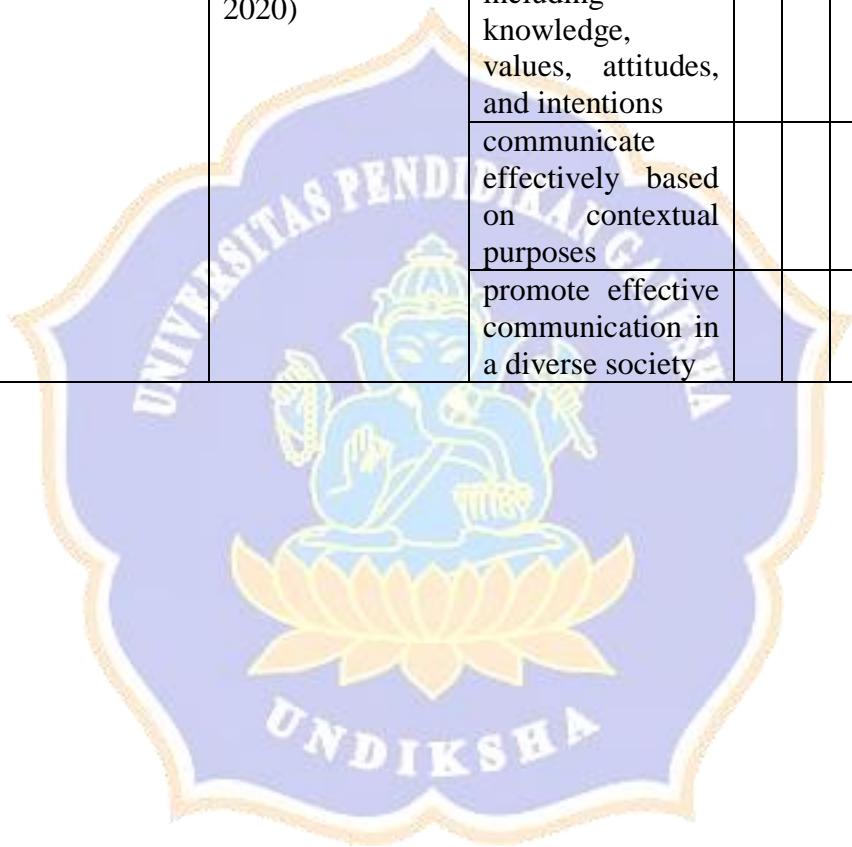 2020)
including
knowledge,
values, attitudes,
and intentions
communicate
effectively based
on contextual
purposes
promote effective
communication in
a diverse society
UNIVERSITAS PENDIDIKAN GANESHA
UNDIKSHA